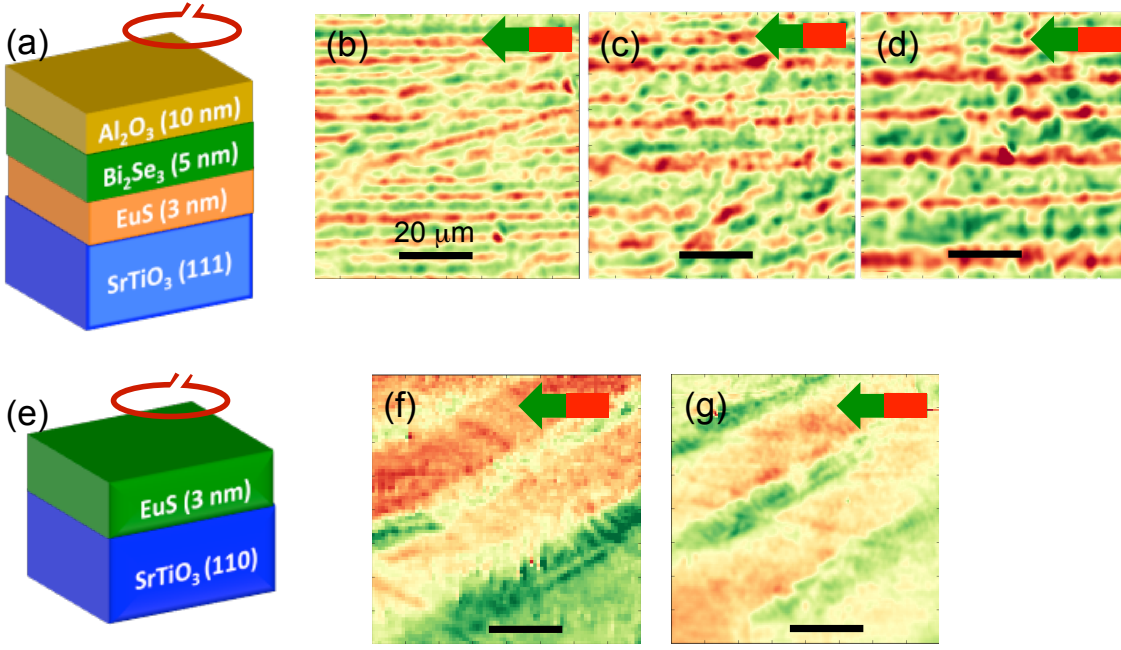 (a)
Al₂O₃ (10 nm)
Bi₂Se₃ (5 nm)
EuS (3 nm)
SrTiO₃ (111)
(b)
20 μm
(c)
(d)
(e)
EuS (3 nm)
SrTiO₃ (110)
(f)
(g)